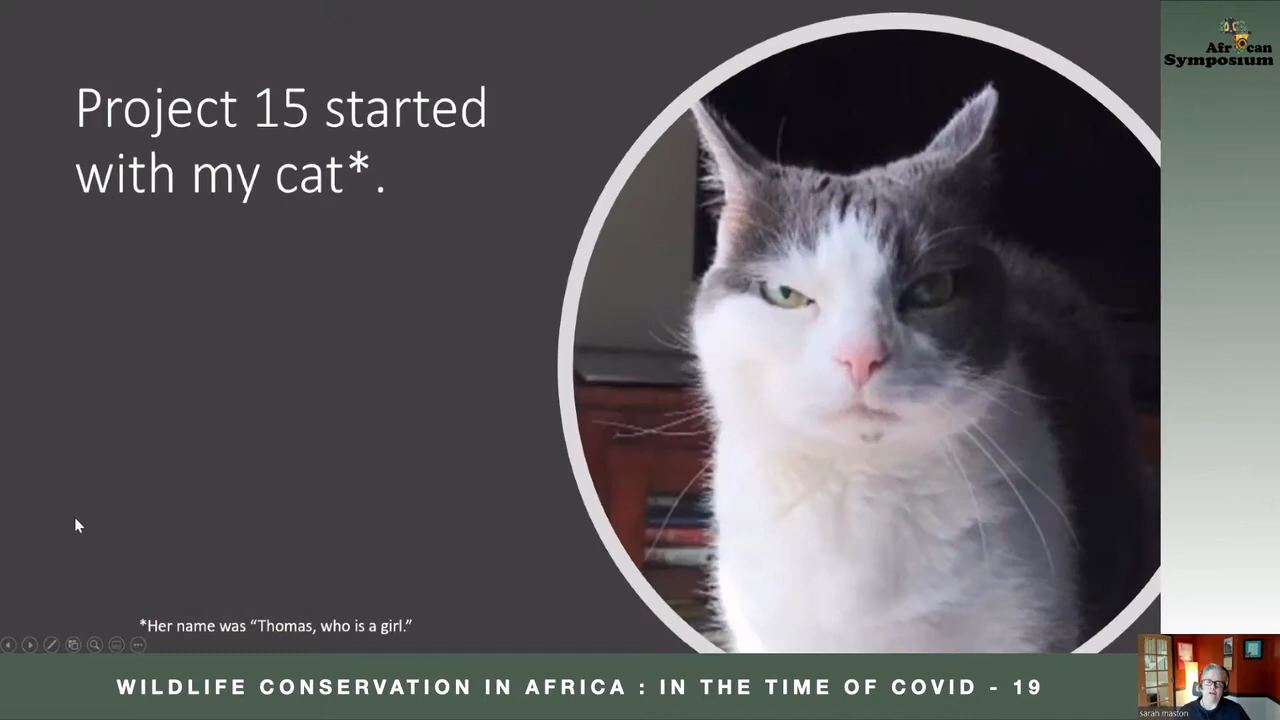 Project 15 started
with my cat*.
*Her name was “Thomas, who is a girl.”
African
Symposium
WILDLIFE CONSERVATION IN AFRICA : IN THE TIME OF COVID - 19
sarah maston